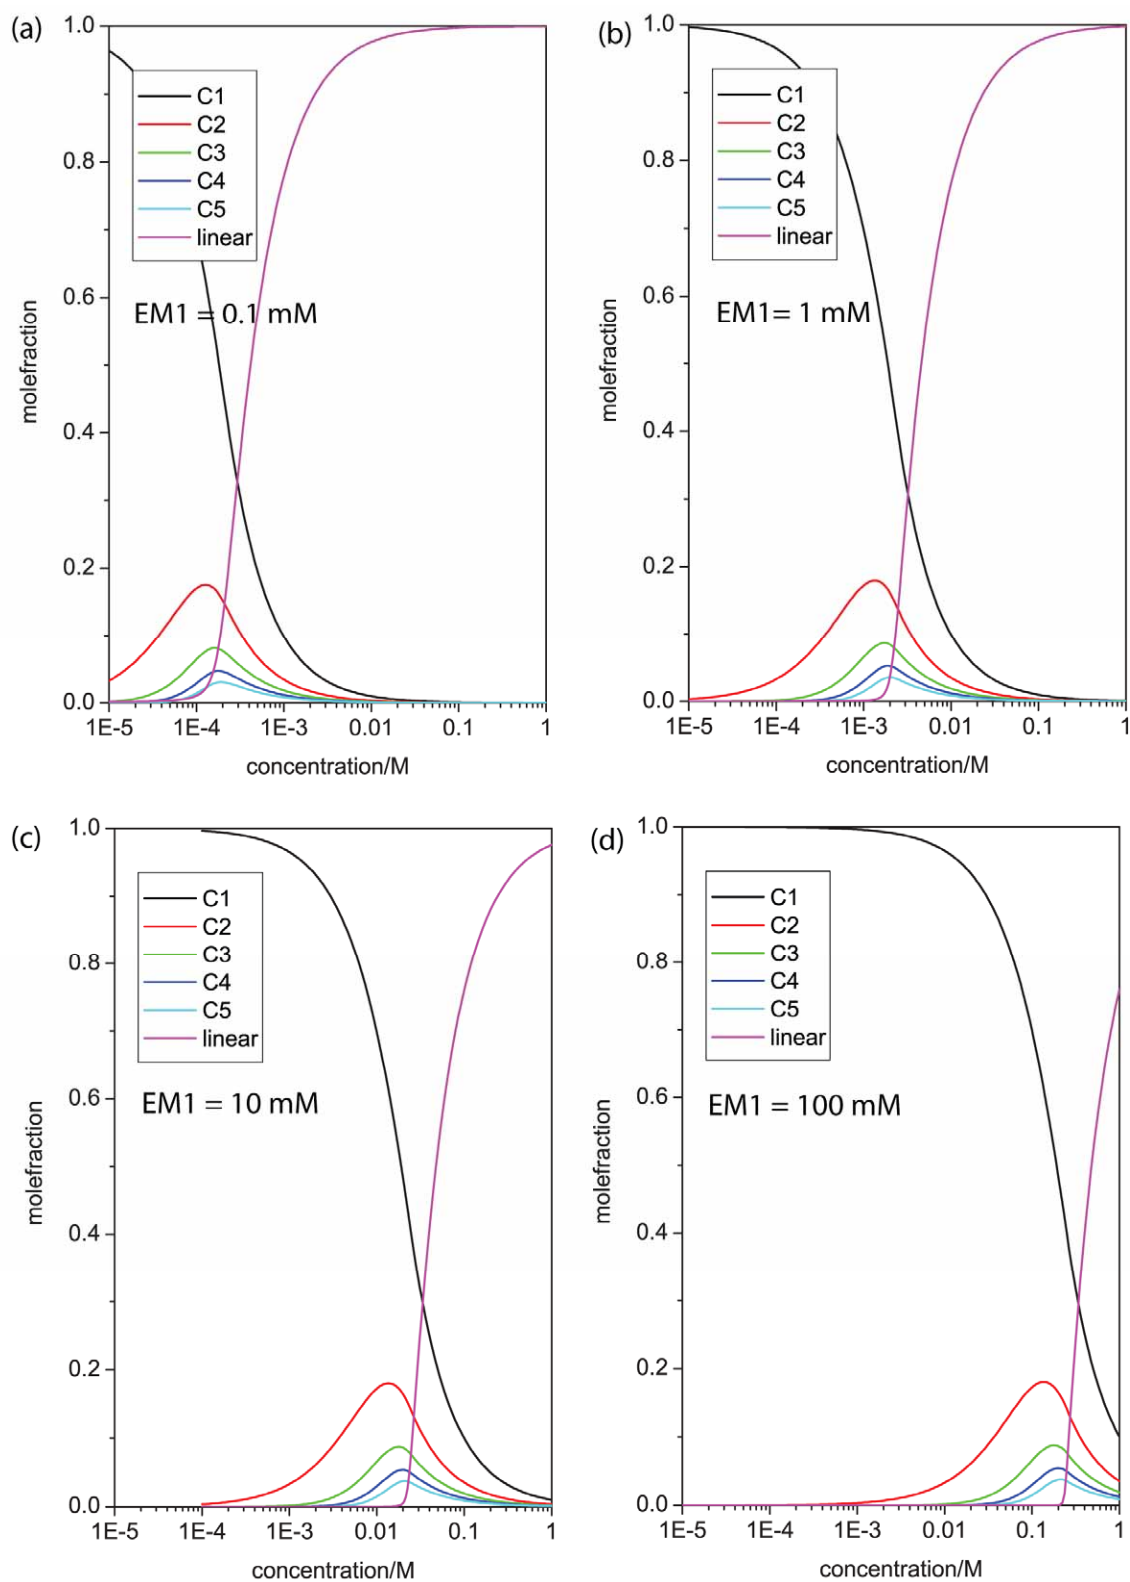 (a)
1.0
0.8
0.6
0.4
0.2
0.0
molefraction
C1
C2
C3
C4
C5
linear
EM1 = 0.1 mM
1E-5
1E-4
1E-3
0.01
0.1
1
concentration/M
(b)
1.0
0.8
0.6
0.4
0.2
0.0
molefraction
C1
C2
C3
C4
C5
linear
EM1= 1 mM
1E-5
1E-4
1E-3
0.01
0.1
1
concentration/M
(c)
1.0
0.8
0.6
0.4
0.2
0.0
molefraction
C1
C2
C3
C4
C5
linear
EM1 = 10 mM
1E-5
1E-4
1E-3
0.01
0.1
1
concentration/M
(d)
1.0
0.8
0.6
0.4
0.2
0.0
molefraction
C1
C2
C3
C4
C5
linear
EM1 = 100 mM
1E-5
1E-4
1E-3
0.01
0.1
1
concentration/M